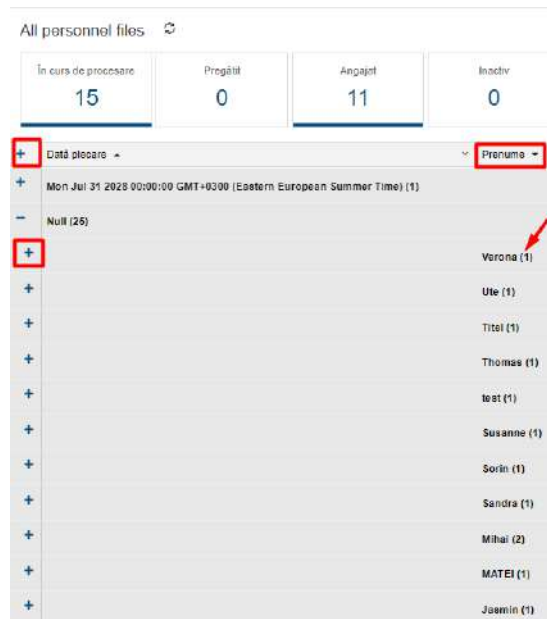 All personnel files
În curs de procesare Pregătit Angajat Inactiv
15 0 11 0
+ Dată plecare Prenume
+ Mon Jul 31 2028 00:00:00 GMT+0300 (Eastern European Summer Time) (1)
− Null (25)
+ Verona (1)
+ Ute (1)
+ Titel (1)
+ Thomas (1)
+ test (1)
+ Susanne (1)
+ Sorin (1)
+ Sandra (1)
+ Mihai (2)
+ MATEI (1)
+ Jasmin (1)